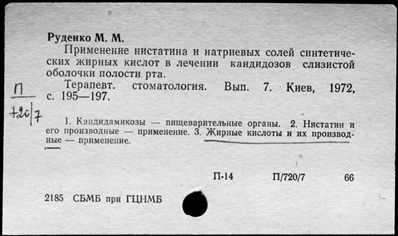 Руденко М. М.
Применение нистатина и натриевых солей синтетичес-
ских жирных кислот в лечении кандидозов слизистой
оболочки полости рта.
Терапевт. стоматология. Вып. 7. Киев, 1972,
с. 195—197.
П
720/7
1. Кандидамикозы — пищеварительные органы. 2. Нистатин и
его производные — применение. 3. Жирные кислоты и их производ-
ные — применение.
П-14 П/720/7 66
2185 СБМБ при ГЦНМБ